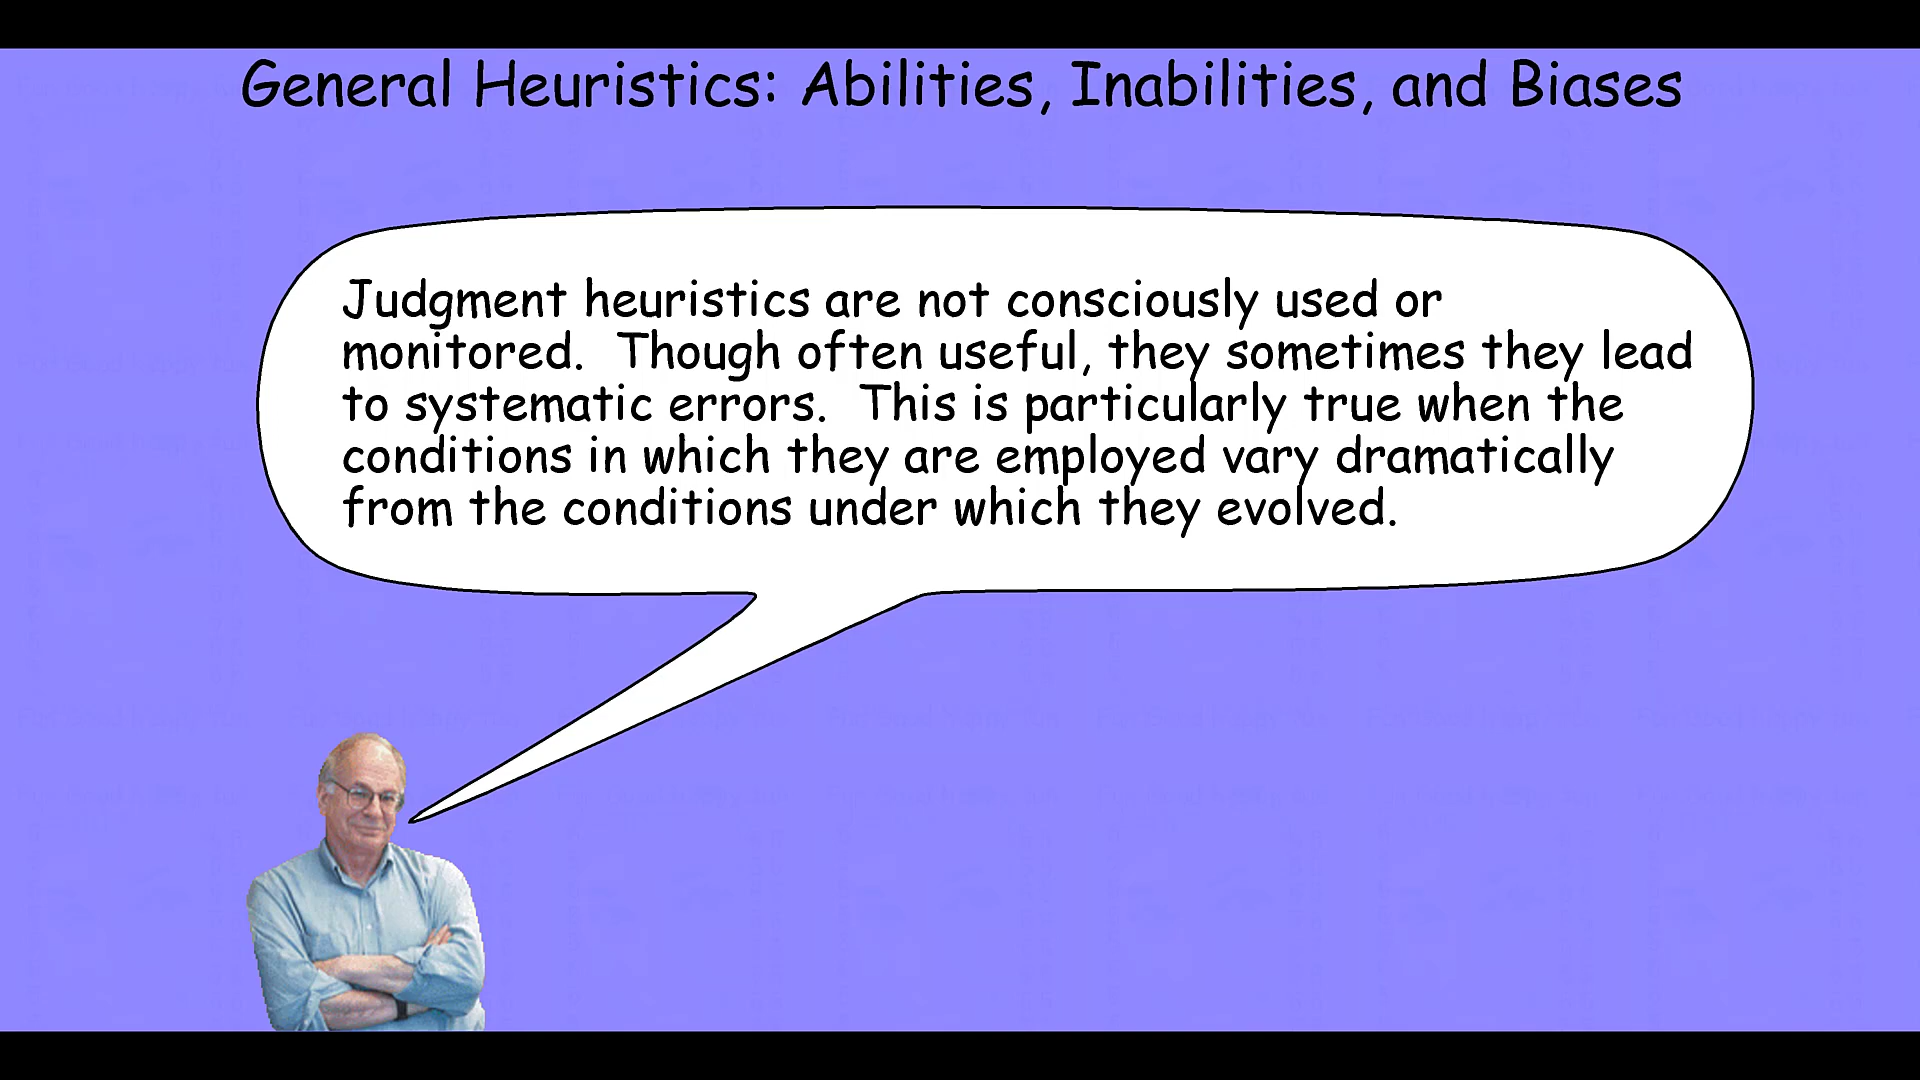 General Heuristics: Abilities, Inabilities, and Biases
Judgment heuristics are not consciously used or
monitored.  Though often useful, they sometimes they lead
to systematic errors.  This is particularly true when the
conditions in which they are employed vary dramatically
from the conditions under which they evolved.